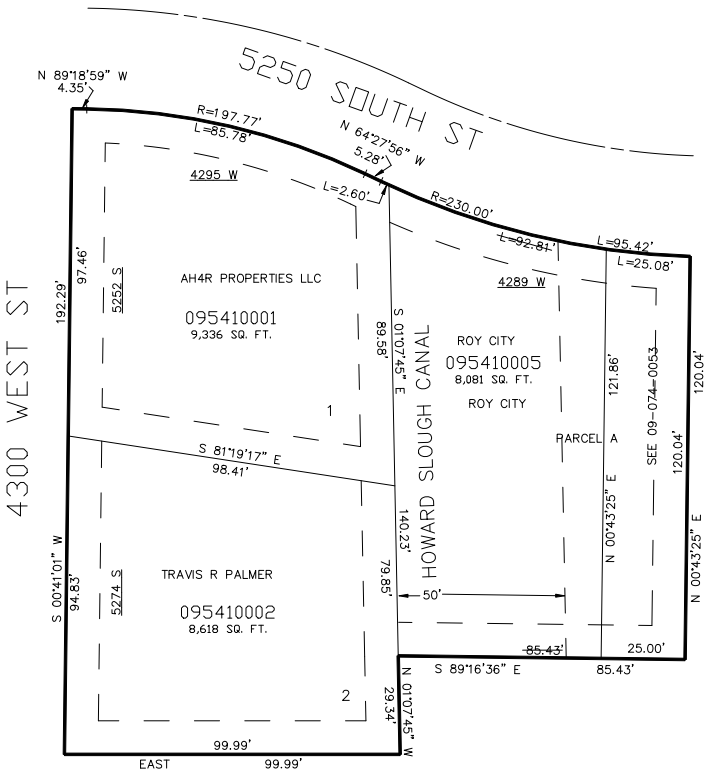 5250 SOUTH ST
N 89°18'59" W
4.35'
R=197.77'
L=85.78'
N 64°27'56" W
5.28'
L=2.60'
4295 W
R=230.00'
L=92.81'
L=95.42'
L=25.08'
4289 W
4300 WEST ST
192.29'
97.46'
5252 S
AH4R PROPERTIES LLC
095410001
9,336 SQ. FT.
1
S 01°07'45" E
89.58'
HOWARD SLOUGH CANAL
ROY CITY
095410005
8,081 SQ. FT.
ROY CITY
PARCEL A
121.86'
N 00°43'25" E
SEE 09-074-0053
120.04'
120.04'
N 00°43'25" E
S 81°19'17" E
98.41'
140.23'
79.85'
50'
S 00°41'01" W
94.83'
5274 S
TRAVIS R PALMER
095410002
8,618 SQ. FT.
2
85.43'
25.00'
S 89°16'36" E
85.43'
N 01°07'45" W
29.34'
99.99'
EAST
99.99'